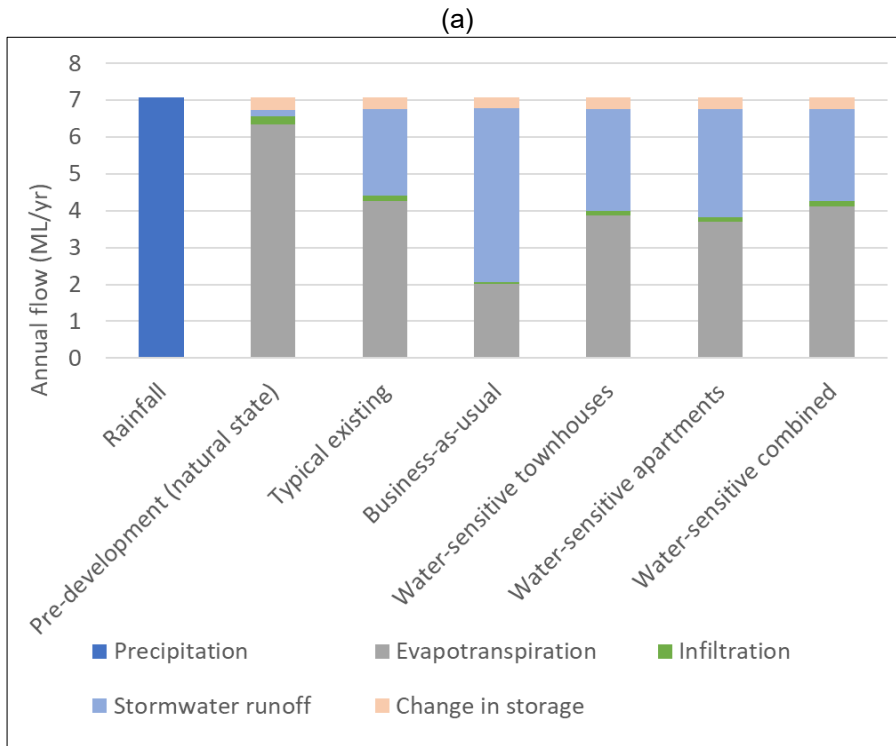 (a)
8
7
6
5
4
3
2
1
0
Annual flow (ML/yr)
Rainfall
Pre-development (natural state)
Typical existing
Business-as-usual
Water-sensitive townhouses
Water-sensitive apartments
Water-sensitive combined
Precipitation
Evapotranspiration
Infiltration
Stormwater runoff
Change in storage